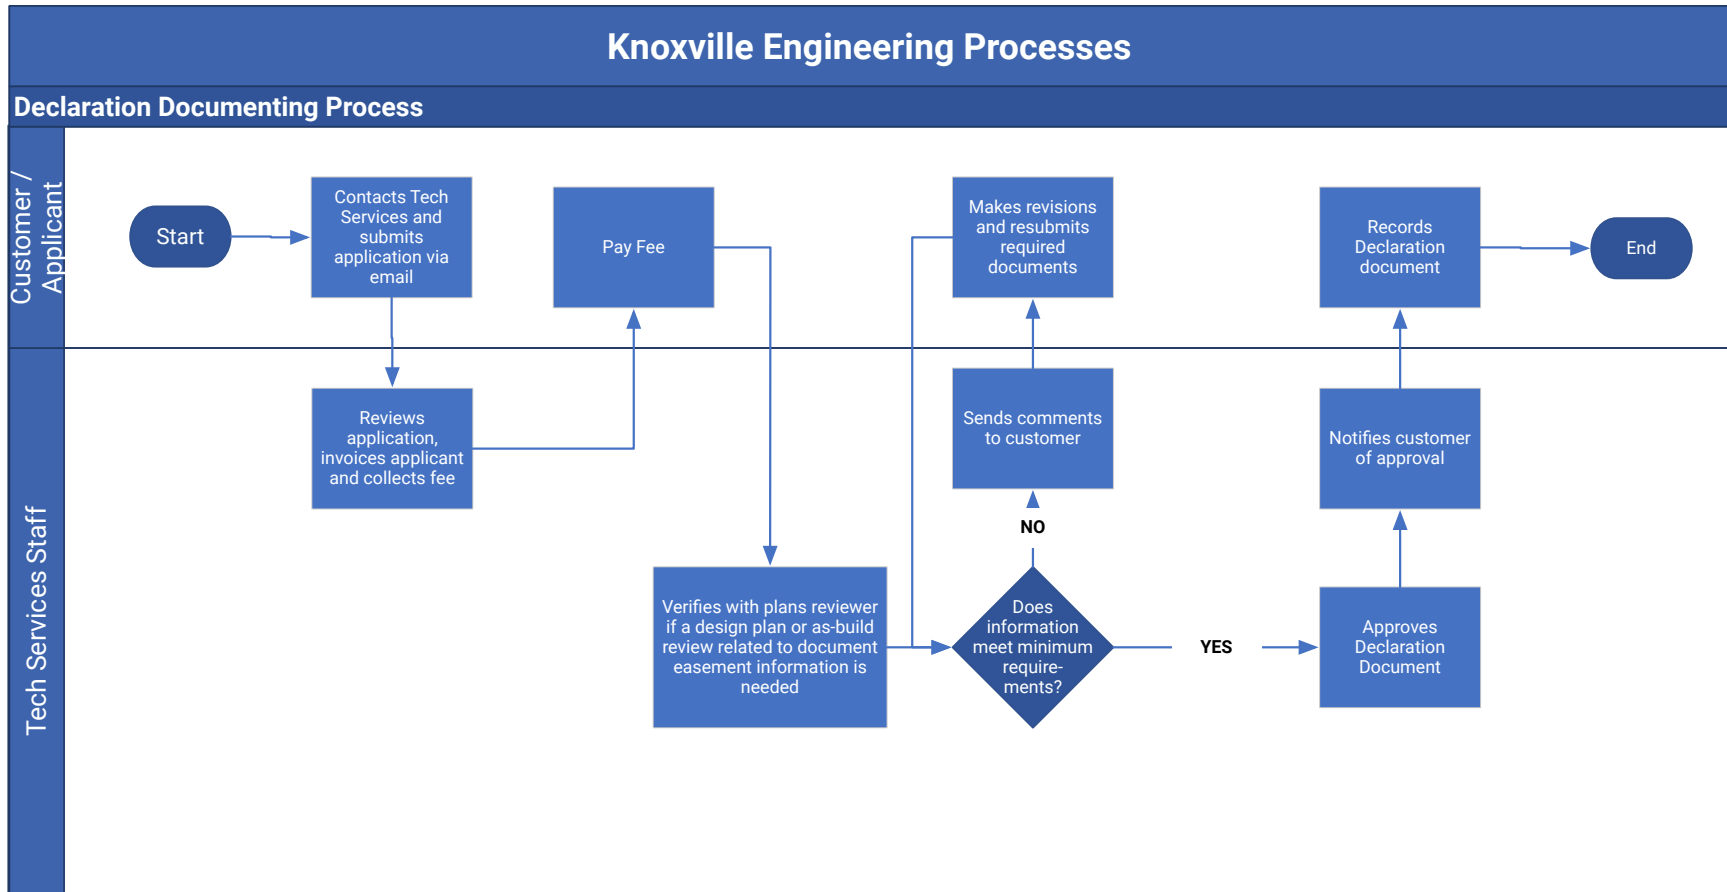 Knoxville Engineering Processes
Declaration Documenting Process
Customer /
Applicant
Start
Contacts Tech
Services and
submits
application via
email
Pay Fee
Makes revisions
and resubmits
required
documents
Records
Declaration
document
End
Tech Services Staff
Reviews
application,
invoices applicant
and collects fee
Sends comments
to customer
Notifies customer
of approval
NO
Verifies with plans reviewer
if a design plan or as-build
review related to document
easement information is
needed
Does
information
meet minimum
require-
ments?
YES
Approves
Declaration
Document